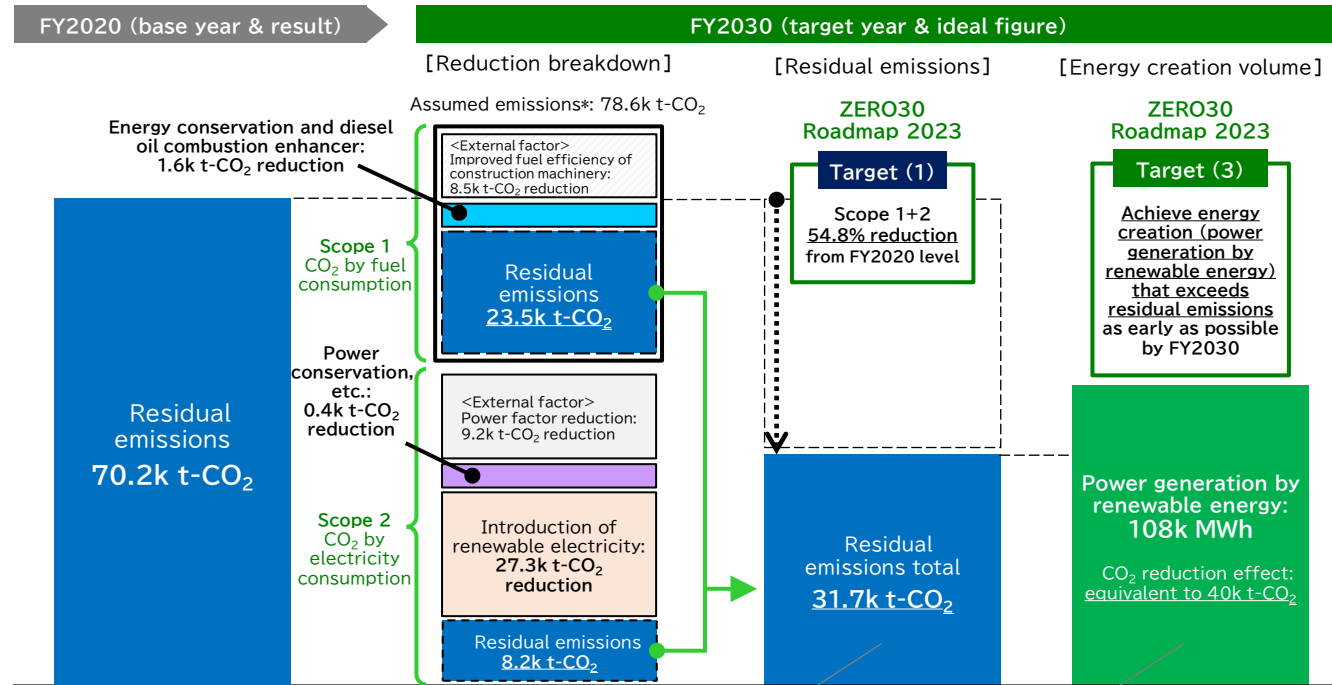 FY2020 (base year & result)
FY2030 (target year & ideal figure)
[Reduction breakdown]
[Residual emissions]
[Energy creation volume]
Assumed emissions*: 78.6k t-CO₂
Energy conservation and diesel
oil combustion enhancer:
1.6k t-CO₂ reduction
<External factor>
Improved fuel efficiency of
construction machinery:
8.5k t-CO₂ reduction
Scope 1
CO₂ by fuel
consumption
Residual
emissions
23.5k t-CO₂
Power
conservation,
etc.:
0.4k t-CO₂
reduction
<External factor>
Power factor reduction:
9.2k t-CO₂ reduction
Residual
emissions
70.2k t-CO₂
Scope 2
CO₂ by
electricity
consumption
Introduction of
renewable electricity:
27.3k t-CO₂
reduction
Residual emissions
8.2k t-CO₂
ZERO30
Roadmap 2023
Target (1)
Scope 1+2
54.8% reduction
from FY2020 level
Residual
emissions total
31.7k t-CO₂
ZERO30
Roadmap 2023
Target (3)
Achieve energy
creation (power
generation by
renewable energy)
that exceeds
residual emissions
as early as possible
by FY2030
Power generation by
renewable energy:
108k MWh
CO₂ reduction effect:
equivalent to 40k t-CO₂